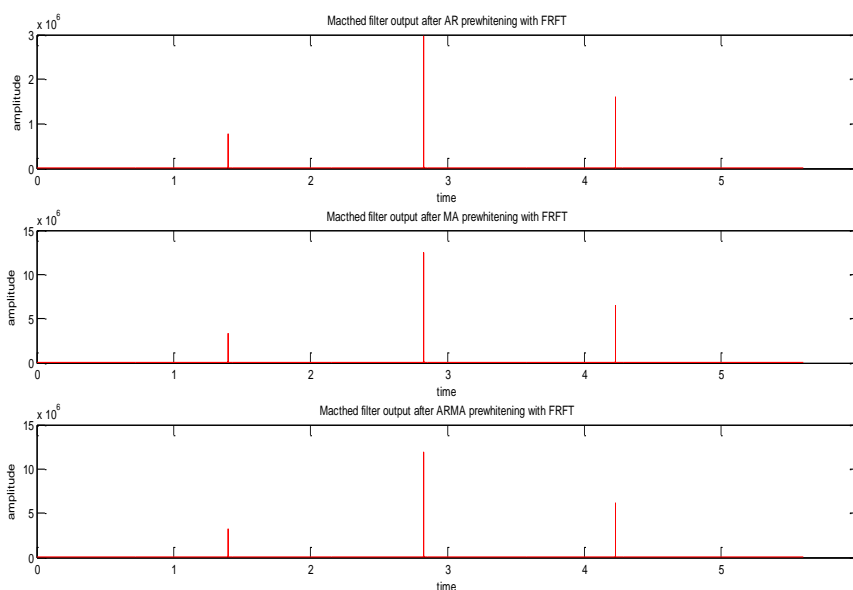 Macthed filter output after AR prewhitening with FRFT
x 10^6
3
2
1
0
amplitude
0 1 2 3 4 5
time
Macthed filter output after MA prewhitening with FRFT
x 10^6
15
10
5
0
amplitude
0 1 2 3 4 5
time
Macthed filter output after ARMA prewhitening with FRFT
x 10^6
15
10
5
0
amplitude
0 1 2 3 4 5
time